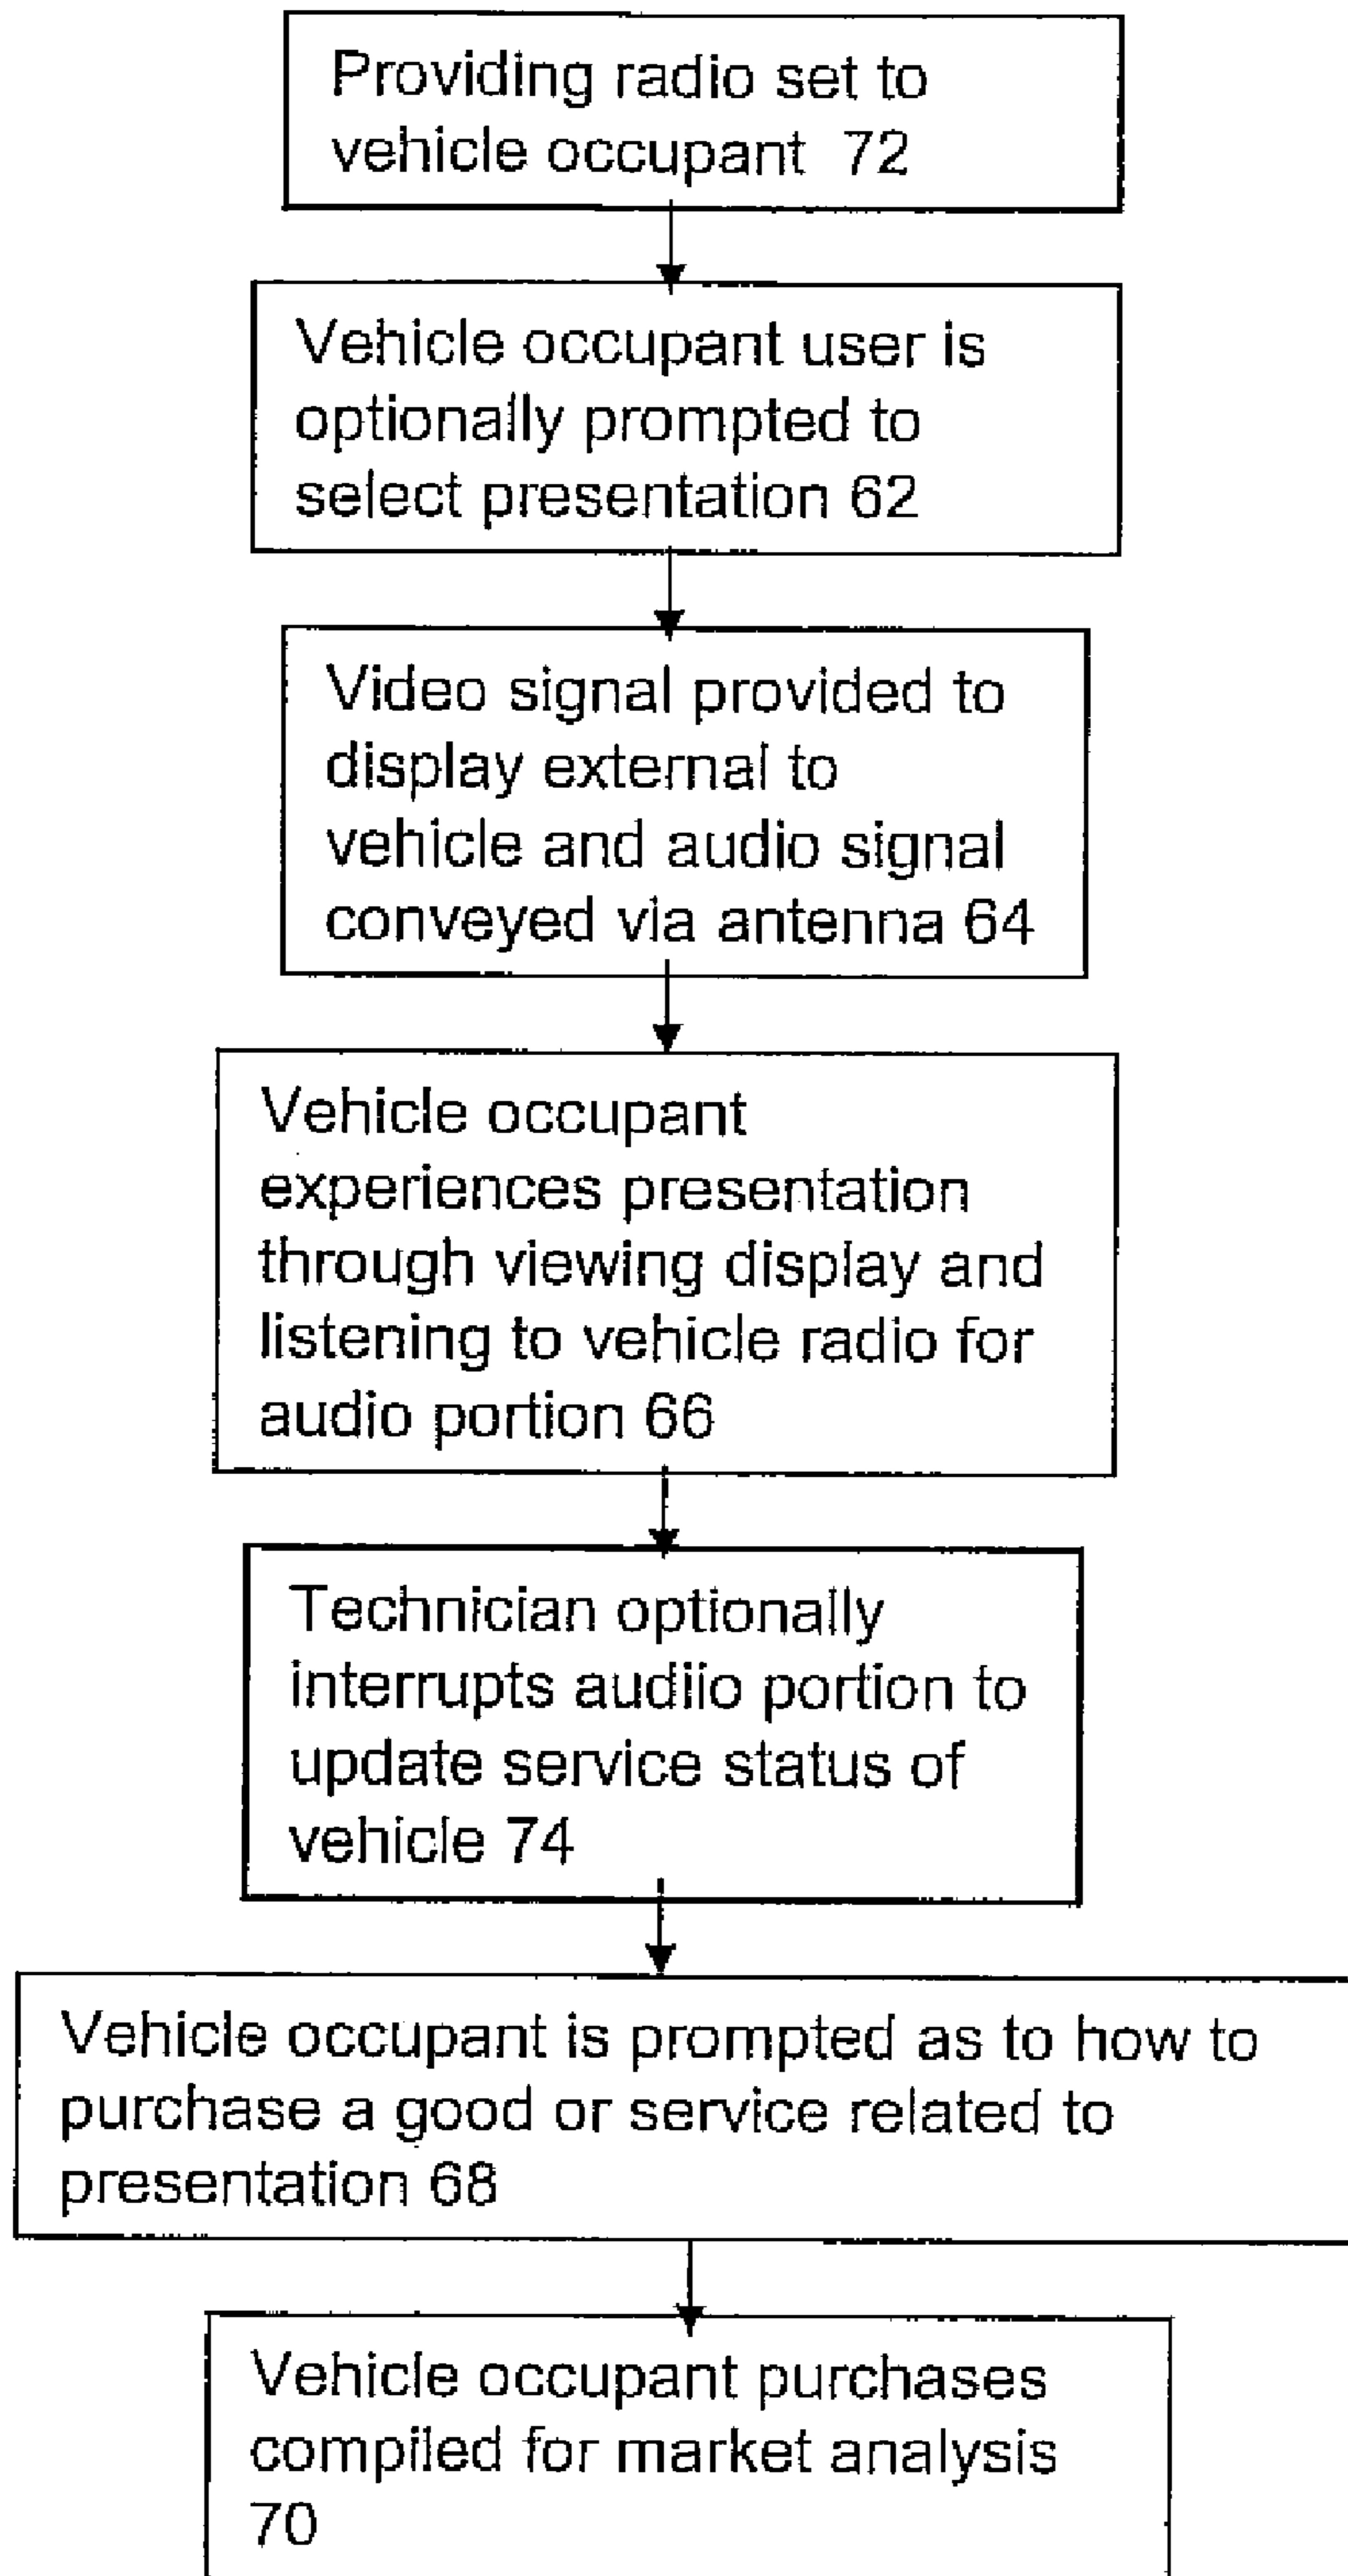 Providing radio set to
vehicle occupant 72
Vehicle occupant user is
optionally prompted to
select presentation 62
Video signal provided to
display external to
vehicle and audio signal
conveyed via antenna 64
Vehicle occupant
experiences presentation
through viewing display and
listening to vehicle radio for
audio portion 66
Technician optionally
interrupts audiio portion to
update service status of
vehicle 74
Vehicle occupant is prompted as to how to
purchase a good or service related to
presentation 68
Vehicle occupant purchases
compiled for market analysis
70